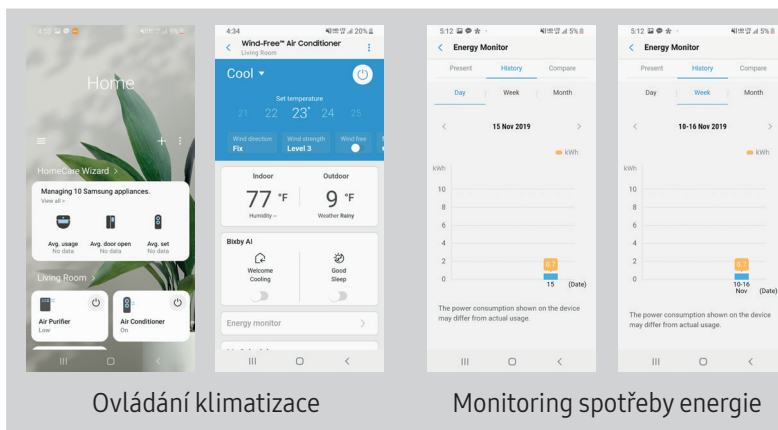 4:53
Home
HomeCare Wizard >
Managing 10 Samsung appliances.
View all >
Avg. usage
No data
Avg. door open
No data
Avg. set
No data
Living Room >
Air Purifier
Low
Air Conditioner
On
4:34
20%
Wind-Free™ Air Conditioner
Living Room
Cool
Set temperature
21 22 23° 24 25
Wind direction
Fix
Wind strength
Level 3
Wind free
Indoor
77 °F
Humidity –
Outdoor
9 °F
Weather Rainy
Bixby AI
Welcome
Cooling
Good
Sleep
Energy monitor
Ovládání klimatizace
5:12
5%
Energy Monitor
Present History Compare
Day Week Month
15 Nov 2019
kWh
kWh
10
8
6
4
2
0
0.7
15 (Date)
The power consumption shown on the device
may differ from actual usage.
5:12
5%
Energy Monitor
Present History Compare
Day Week Month
10-16 Nov 2019
kWh
kWh
10
8
6
4
2
0
0.7
10-16
Nov (Date)
The power consumption shown on the device
may differ from actual usage.
Monitoring spotřeby energie